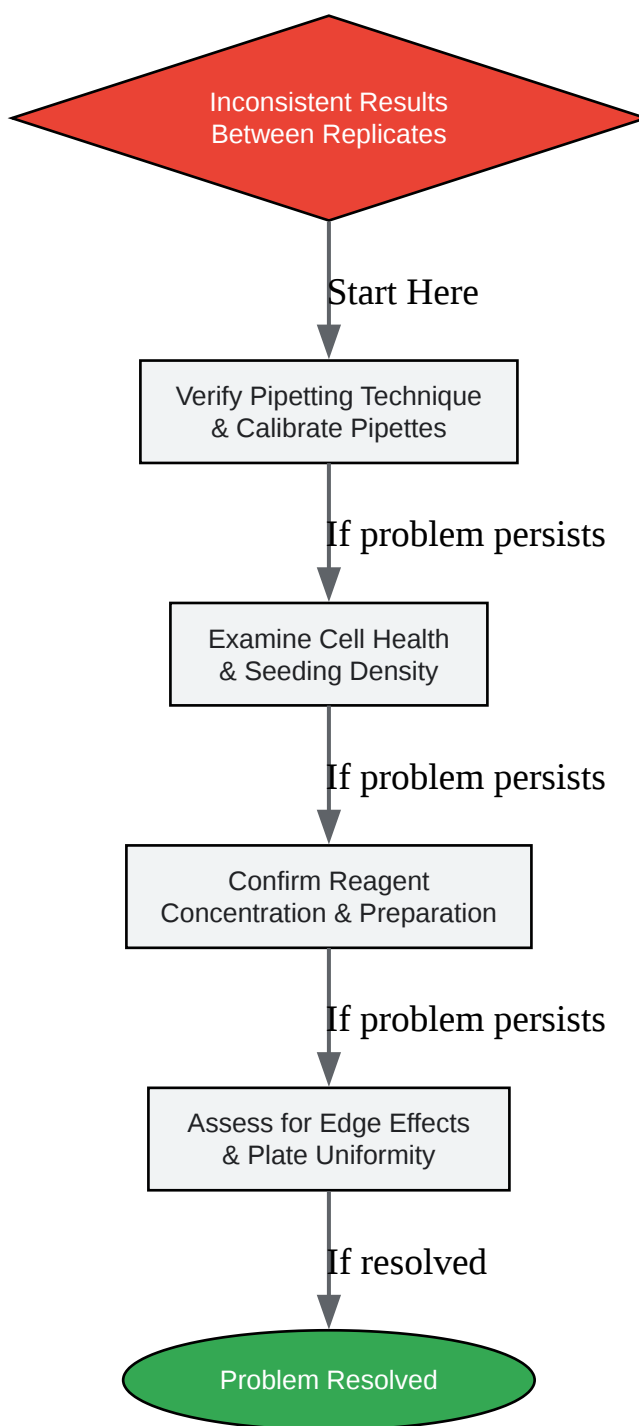 Inconsistent Results
Between Replicates
Start Here
Verify Pipetting Technique
& Calibrate Pipettes
If problem persists
Examine Cell Health
& Seeding Density
If problem persists
Confirm Reagent
Concentration & Preparation
If problem persists
Assess for Edge Effects
& Plate Uniformity
If resolved
Problem Resolved